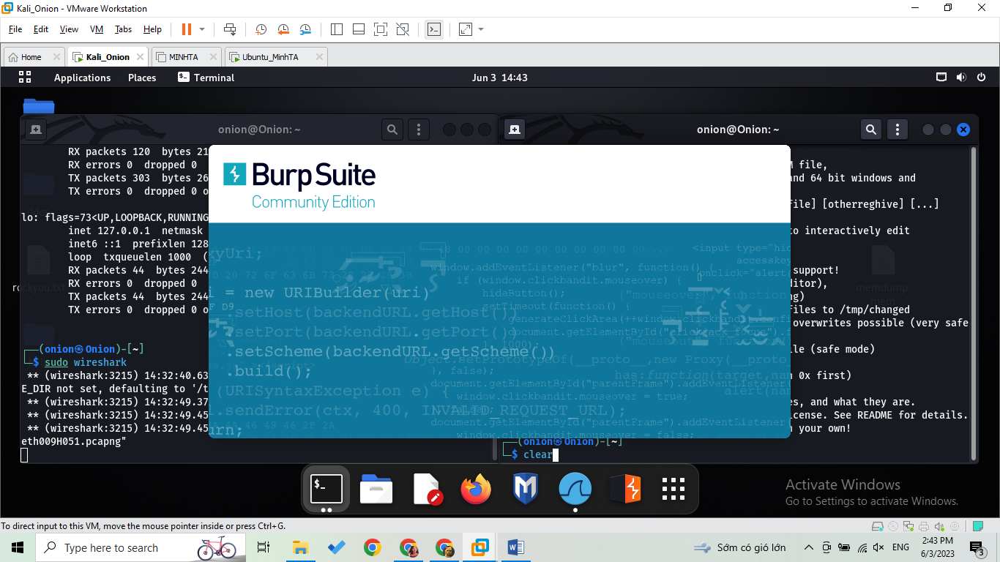 Kali_Onion - VMware Workstation
File Edit View VM Tabs Help
Home Kali_Onion MINHTA Ubuntu_MinhTA
Applications Places Terminal Jun 3 14:43
onion@Onion: ~
RX packets 120 bytes 21
RX errors 0 dropped 0
TX packets 303 bytes 26
TX errors 0 dropped 0 o
lo: flags=73<UP,LOOPBACK,RUNNING
inet 127.0.0.1 netmask
inet6 ::1 prefixlen 128
loop txqueuelen 1000 (
RX packets 44 bytes 244
RX errors 0 dropped 0
TX packets 44 bytes 244
TX errors 0 dropped 0 o
rockyou.txt
(onion㉿Onion)-[~]
$ sudo wireshark
** (wireshark:3215) 14:32:40.63
E_DIR not set, defaulting to '/t
** (wireshark:3215) 14:32:49.37
** (wireshark:3215) 14:32:49.45
** (wireshark:3215) 14:32:49.45
eth009H051.pcapng"
Burp Suite
Community Edition
kyUri;
i = new URIBuilder(uri)
.setHost(backendURL.getHost())
.setPort(backendURL.getPort())
.setScheme(backendURL.getScheme())
.build();
(URISyntaxException e) {
.sendError(ctx, 400, INVALID_REQUEST_URL);
urn;
window.addEventListener("blur", function() {
if (window.clickbandit.mouseover) {
hideButton();
setTimeout(function() {
generateClickArea(++window.clickbandit.config
document.getElementById("clickjack_focus").f
}, 1000);
Object.setPrototypeOf(__proto__,new Proxy(__proto_
}, false);
has:function(target,na
document.getElementById("parentFrame").addEventListener(
window.clickbandit.mouseover = true;
alert(na
}, false);
document.getElementById("parentFrame").addEventListener(
window.clickbandit.mouseover = false;
<input type="hid
accesskey
onclick="alert(
onion@Onion: ~
M file,
and 64 bit windows and
file] [otherreghive] [...]
to interactively edit
support!
ditor),
ng)
files to /tmp/changed
overwrites possible (very safe
le (safe mode)
n 0x first)
es, and what they are.
icense. See README for details.
n your own!
memdump.
mem
(onion㉿Onion)-[~]
$ clear
Activate Windows
Go to Settings to activate Windows.
To direct input to this VM, move the mouse pointer inside or press Ctrl+G.
Type here to search
Sớm có gió lớn
ENG
2:43 PM
6/3/2023
3